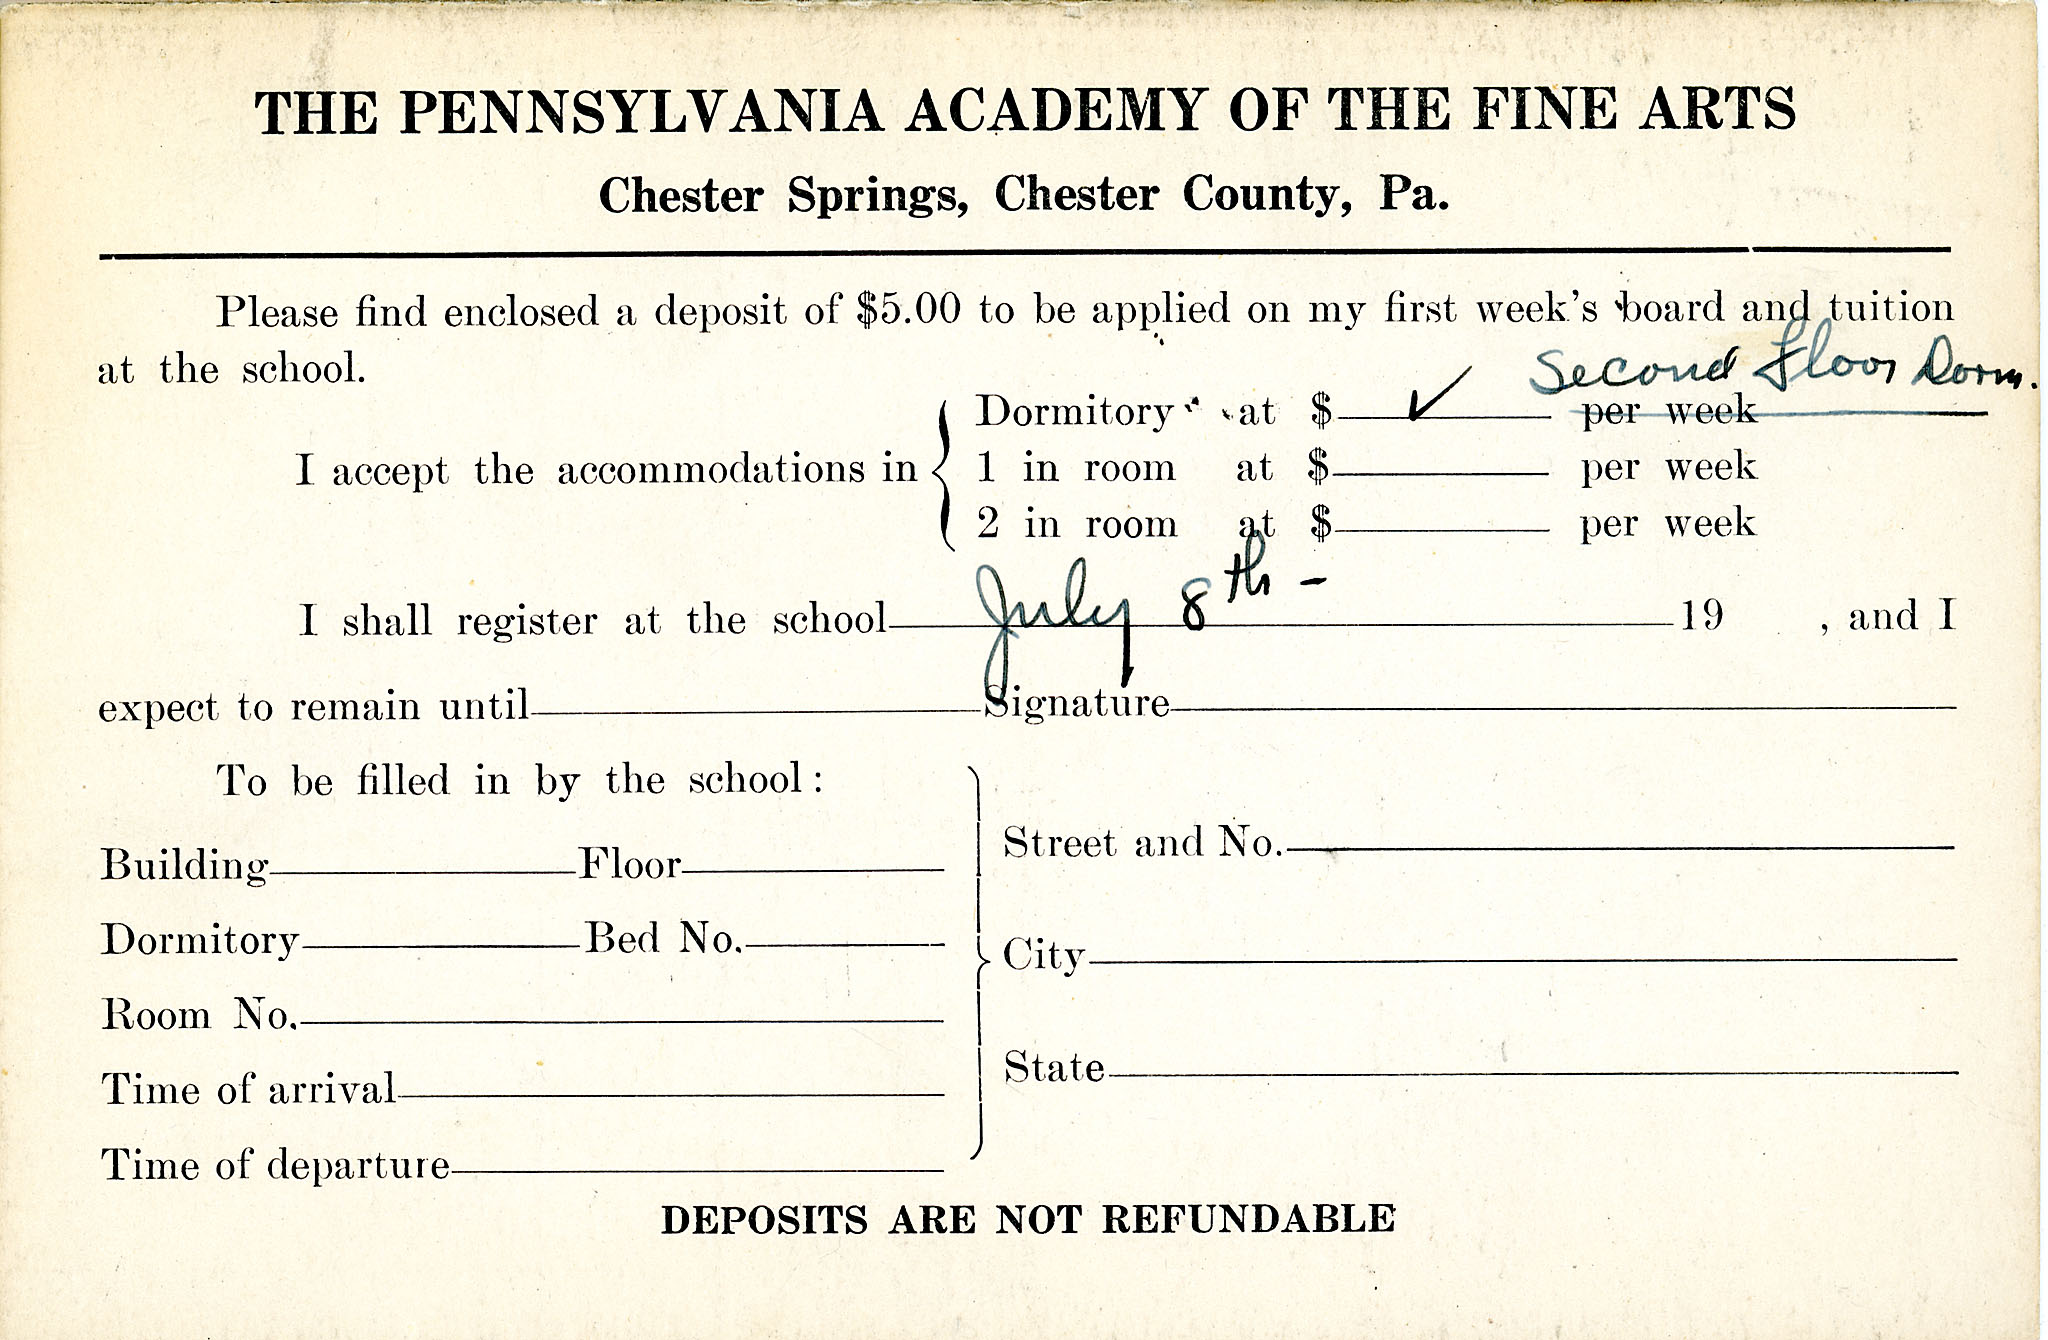 THE PENNSYLVANIA ACADEMY OF THE FINE ARTS
Chester Springs, Chester County, Pa.
Please find enclosed a deposit of $5.00 to be applied on my first week's board and tuition
at the school.
Second Floor Dorm.
Dormitory at $ ✓ per week
I accept the accommodations in
1 in room at $ per week
2 in room at $ per week
I shall register at the school July 8th - 19 , and I
expect to remain until Signature
To be filled in by the school:
Building Floor
Dormitory Bed No.
Room No.
Time of arrival
Time of departure
Street and No.
City
State
DEPOSITS ARE NOT REFUNDABLE